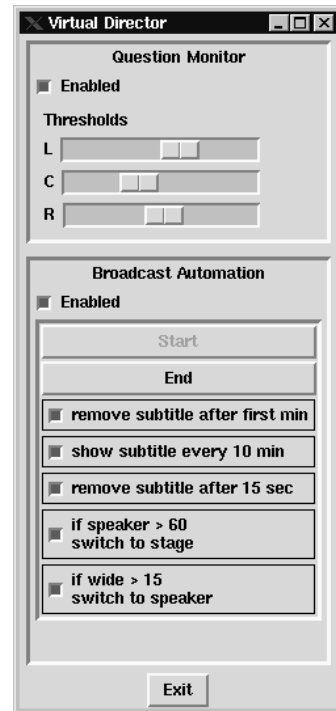 Virtual Director
Question Monitor
Enabled
Thresholds
L
C
R
Broadcast Automation
Enabled
Start
End
remove subtitle after first min
show subtitle every 10 min
remove subtitle after 15 sec
if speaker > 60
switch to stage
if wide > 15
switch to speaker
Exit